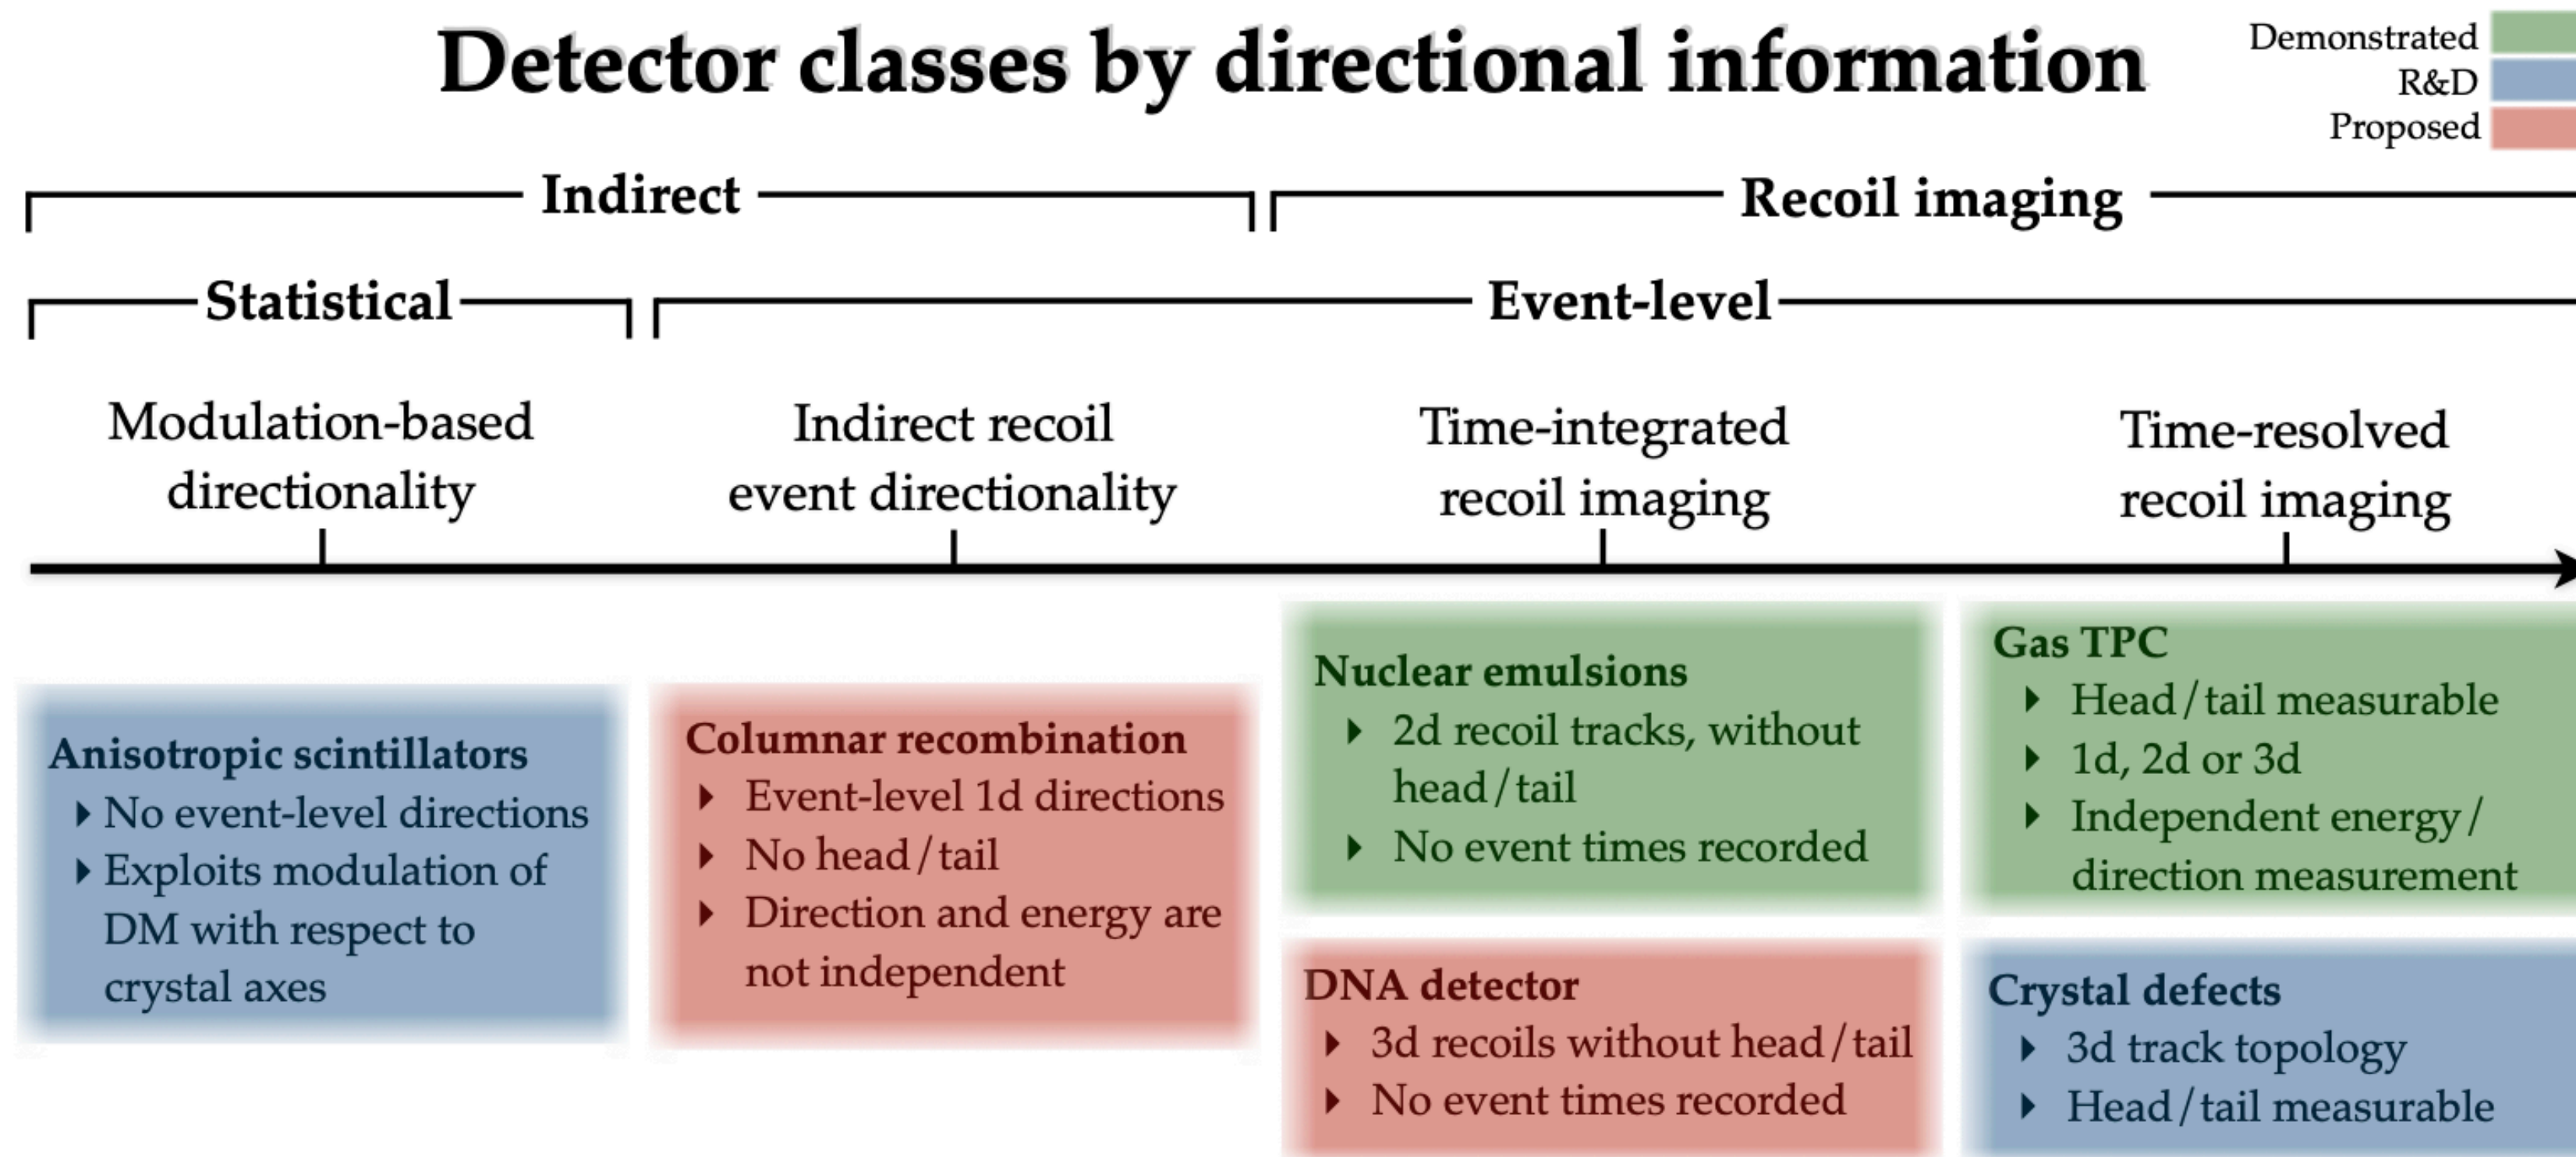 Detector classes by directional information
Demonstrated
R&D
Proposed
Indirect
Recoil imaging
Statistical
Event-level
Modulation-based
directionality
Indirect recoil
event directionality
Time-integrated
recoil imaging
Time-resolved
recoil imaging
Anisotropic scintillators
No event-level directions
Exploits modulation of
DM with respect to
crystal axes
Columnar recombination
Event-level 1d directions
No head/tail
Direction and energy are
not independent
Nuclear emulsions
2d recoil tracks, without
head/tail
No event times recorded
DNA detector
3d recoils without head/tail
No event times recorded
Gas TPC
Head/tail measurable
1d, 2d or 3d
Independent energy/
direction measurement
Crystal defects
3d track topology
Head/tail measurable